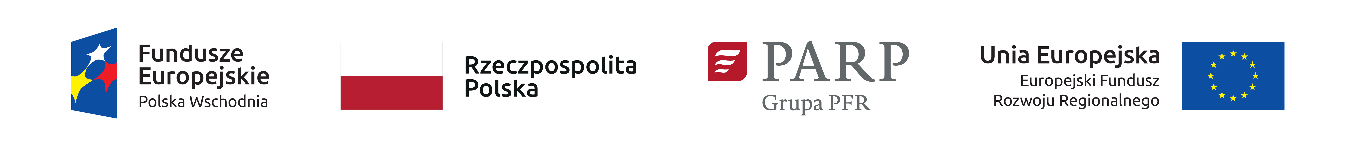 Fundusze
Europejskie
Polska Wschodnia
Rzeczpospolita
Polska
PARP
Grupa PFR
Unia Europejska
Europejski Fundusz
Rozwoju Regionalnego